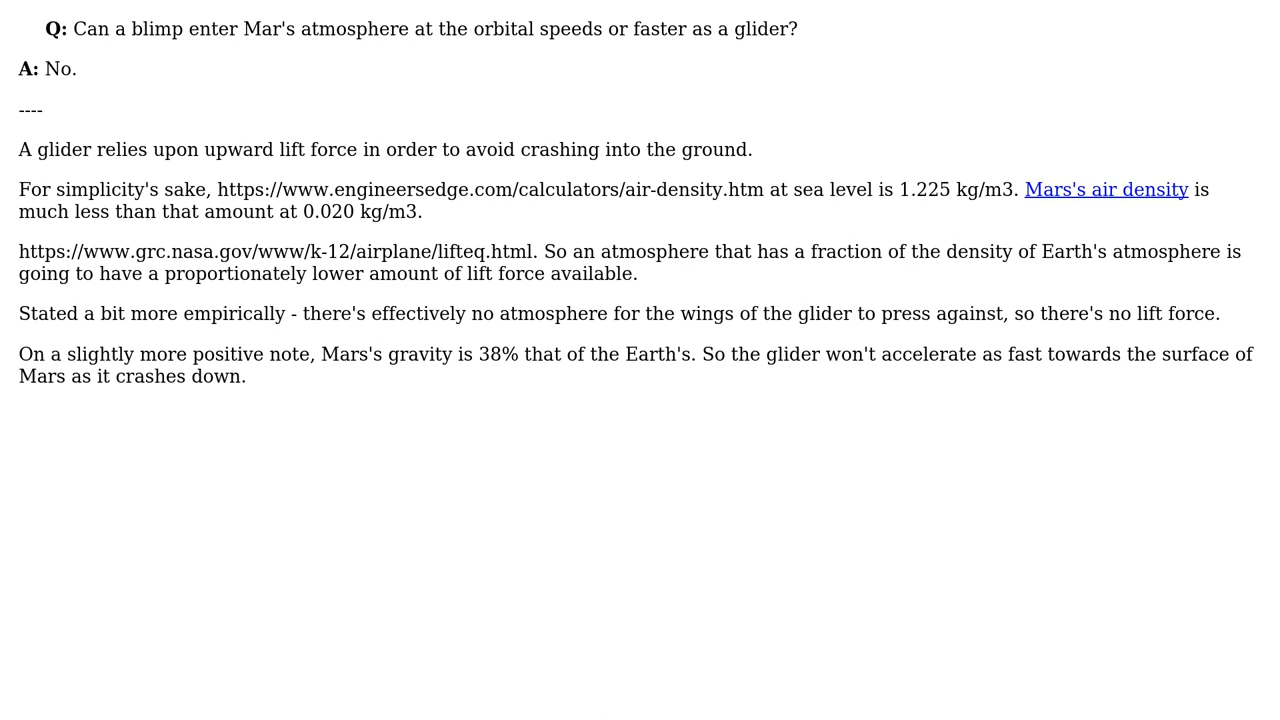 Q: Can a blimp enter Mar's atmosphere at the orbital speeds or faster as a glider?
A: No.
----
A glider relies upon upward lift force in order to avoid crashing into the ground.
For simplicity's sake, https://www.engineersedge.com/calculators/air-density.htm at sea level is 1.225 kg/m3. Mars's air density is
much less than that amount at 0.020 kg/m3.
https://www.grc.nasa.gov/www/k-12/airplane/lifteq.html. So an atmosphere that has a fraction of the density of Earth's atmosphere is
going to have a proportionately lower amount of lift force available.
Stated a bit more empirically - there's effectively no atmosphere for the wings of the glider to press against, so there's no lift force.
On a slightly more positive note, Mars's gravity is 38% that of the Earth's. So the glider won't accelerate as fast towards the surface of
Mars as it crashes down.